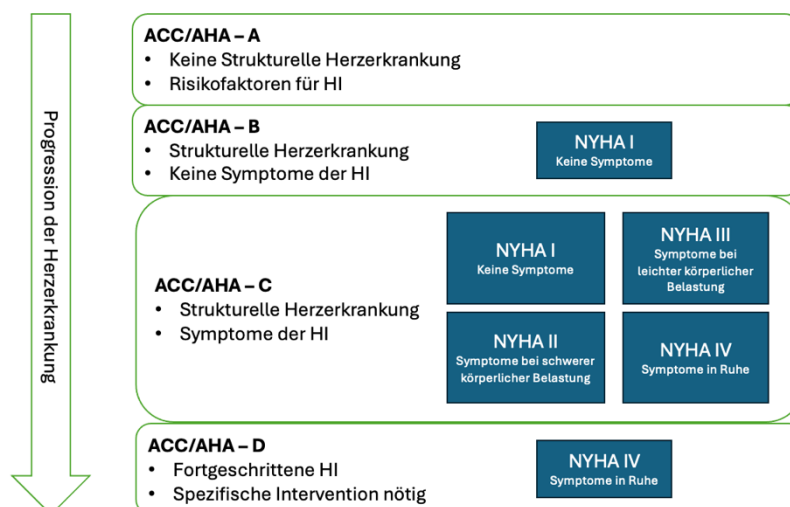 Progression der Herzerkrankung
ACC/AHA – A
• Keine Strukturelle Herzerkrankung
• Risikofaktoren für HI
ACC/AHA – B
• Strukturelle Herzerkrankung
• Keine Symptome der HI
NYHA I
Keine Symptome
ACC/AHA – C
• Strukturelle Herzerkrankung
• Symptome der HI
NYHA I
Keine Symptome
NYHA III
Symptome bei
leichter körperlicher
Belastung
NYHA II
Symptome bei schwerer
körperlicher Belastung
NYHA IV
Symptome in Ruhe
ACC/AHA – D
• Fortgeschrittene HI
• Spezifische Intervention nötig
NYHA IV
Symptome in Ruhe